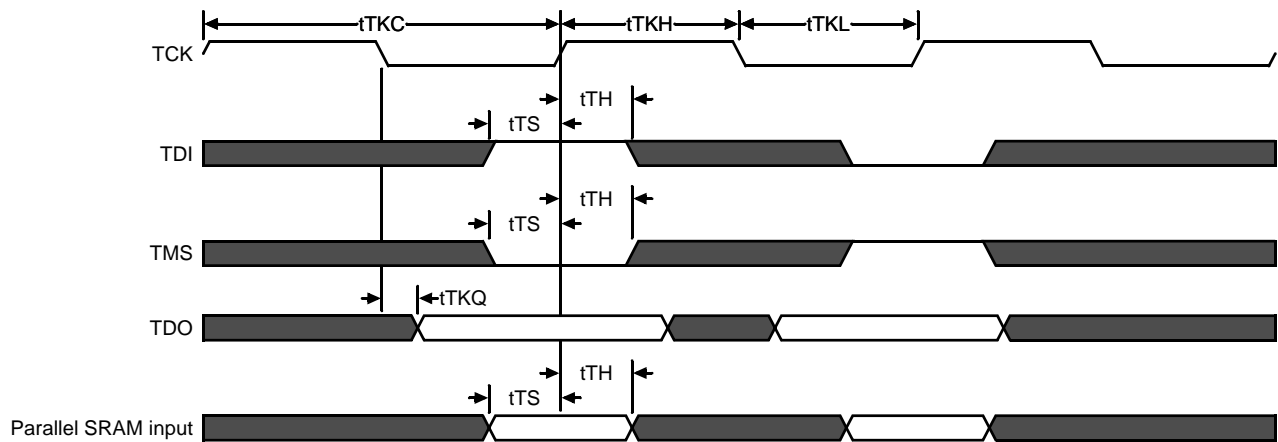 tTKC tTKH tTKL
TCK
tTH
tTS
TDI
tTH
tTS
TMS
tTKQ
TDO
tTH
tTS
Parallel SRAM input